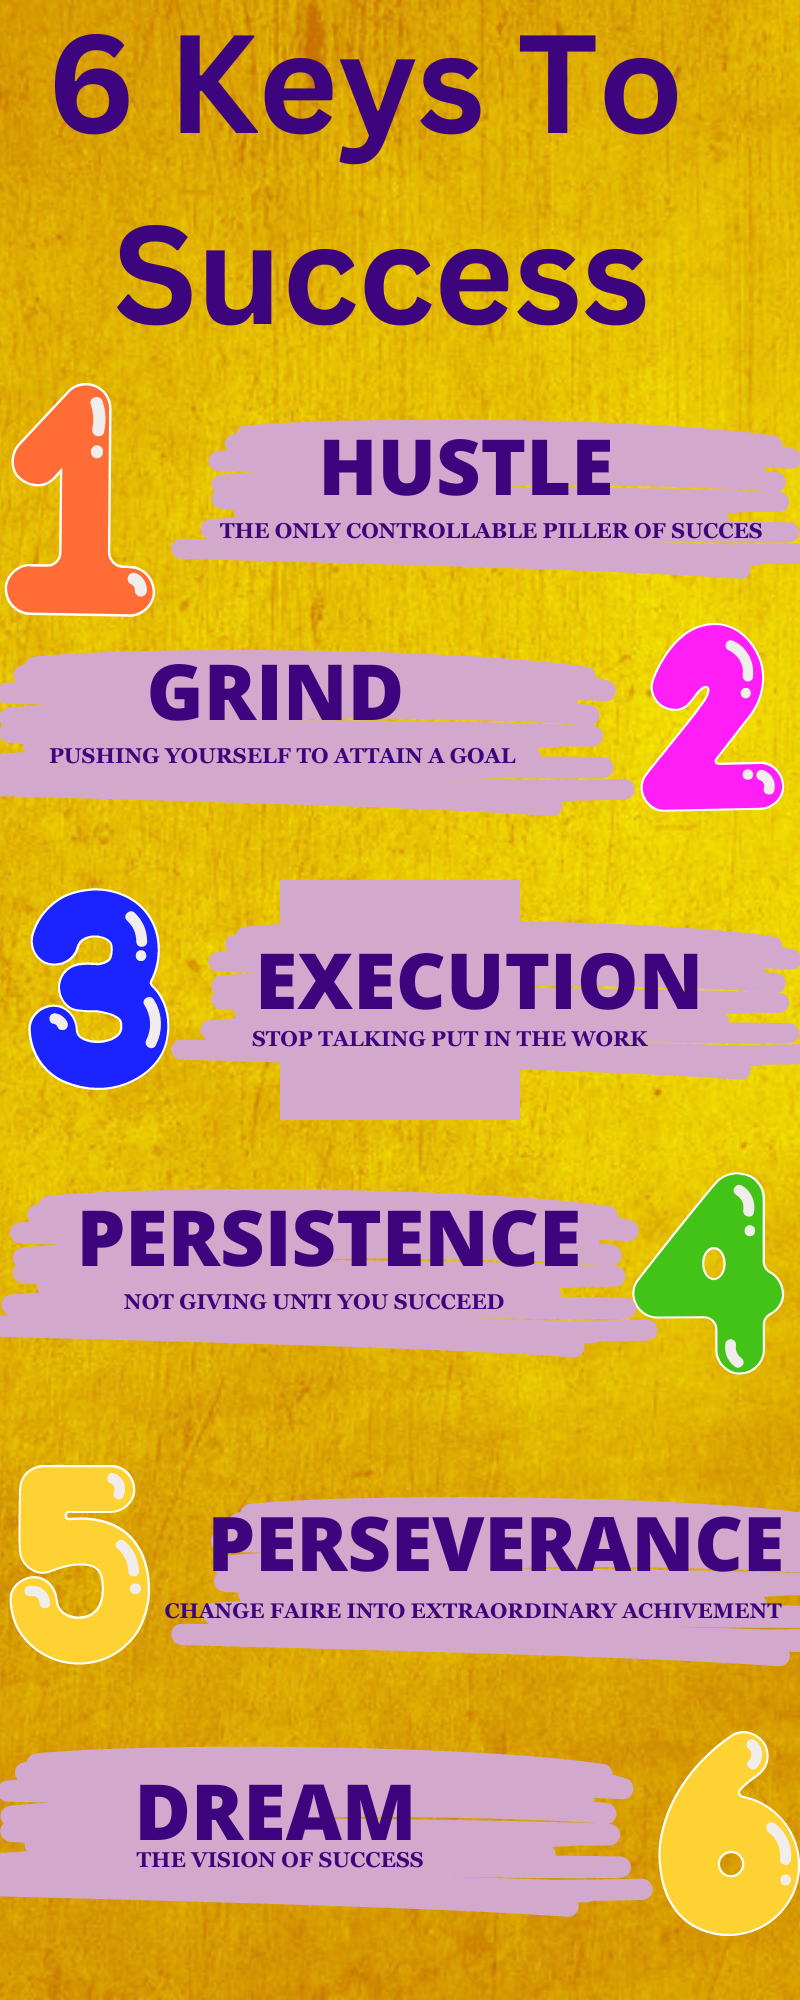 6 Keys To
Success
1
HUSTLE
THE ONLY CONTROLLABLE PILLER OF SUCCES
GRIND
2
PUSHING YOURSELF TO ATTAIN A GOAL
3
EXECUTION
STOP TALKING PUT IN THE WORK
PERSISTENCE
4
NOT GIVING UNTI YOU SUCCEED
5
PERSEVERANCE
CHANGE FAIRE INTO EXTRAORDINARY ACHIVEMENT
DREAM
6
THE VISION OF SUCCESS